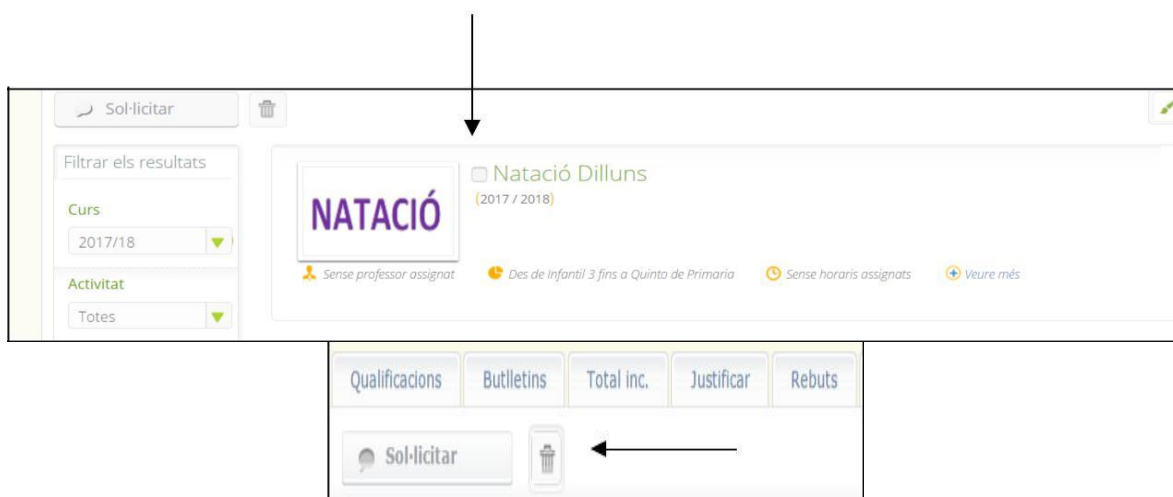 Sol·licitar
Filtrar els resultats
Curs
2017/18
Activitat
Totes
NATACIÓ
Natació Dilluns
(2017 / 2018)
Sense professor assignat Des de Infantil 3 fins a Quinto de Primaria Sense horaris assignats Veure més
Qualificacions Butlletins Total inc. Justificar Rebuts
Sol·licitar